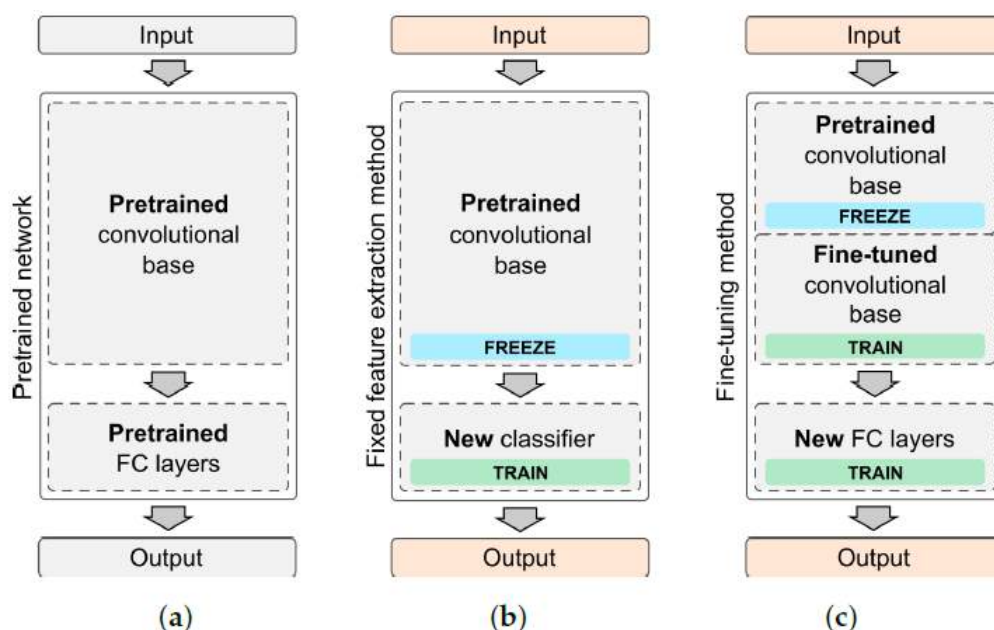 Input
Pretrained network
Pretrained
convolutional
base
Pretrained
FC layers
Output
(a)
Input
Fixed feature extraction method
Pretrained
convolutional
base
FREEZE
New classifier
TRAIN
Output
(b)
Input
Fine-tuning method
Pretrained
convolutional
base
FREEZE
Fine-tuned
convolutional
base
TRAIN
New FC layers
TRAIN
Output
(c)